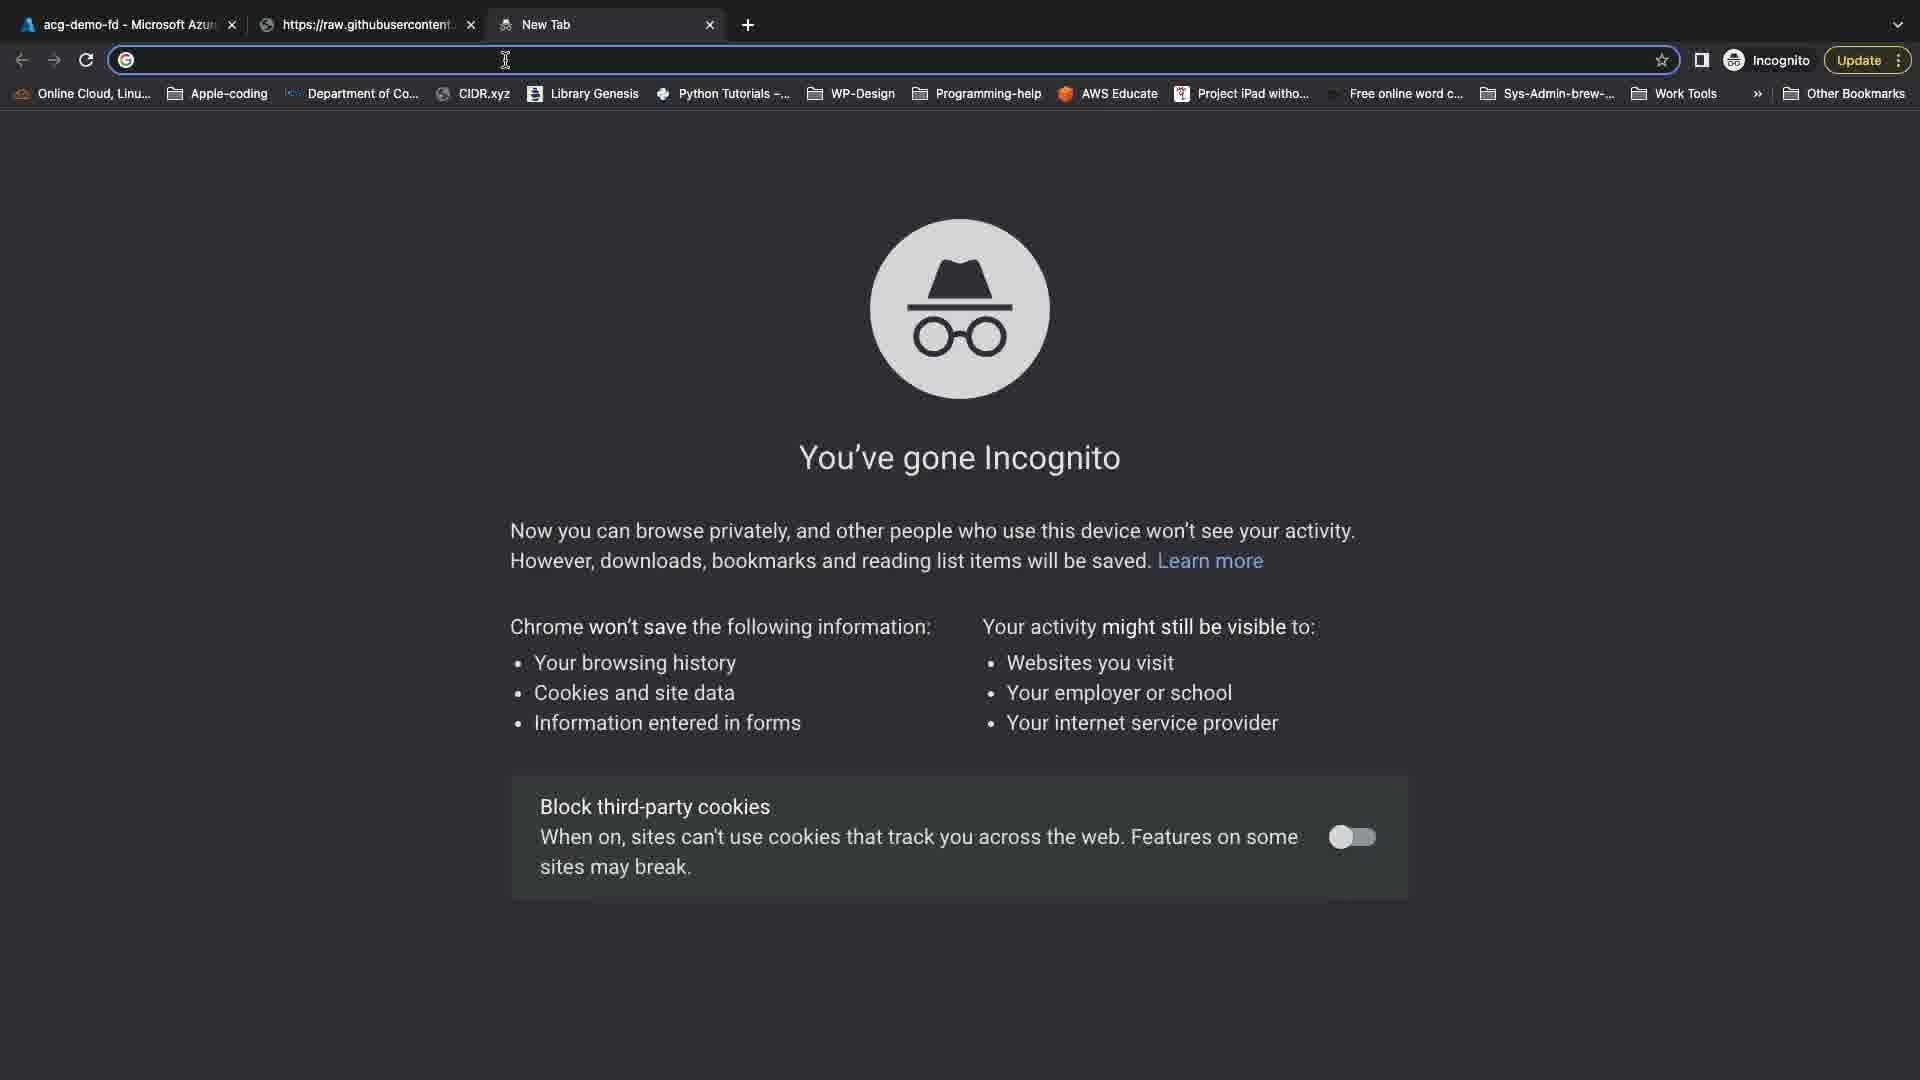 acg-demo-fd - Microsoft Azur
https://raw.githubusercontent.
New Tab
Incognito
Update
Online Cloud, Linu...
Apple-coding
Department of Co...
CIDR.xyz
Library Genesis
Python Tutorials –...
WP-Design
Programming-help
AWS Educate
Project iPad witho...
Free online word c...
Sys-Admin-brew-...
Work Tools
»
Other Bookmarks
You’ve gone Incognito
Now you can browse privately, and other people who use this device won’t see your activity.
However, downloads, bookmarks and reading list items will be saved. Learn more
Chrome won’t save the following information:
• Your browsing history
• Cookies and site data
• Information entered in forms
Your activity might still be visible to:
• Websites you visit
• Your employer or school
• Your internet service provider
Block third-party cookies
When on, sites can't use cookies that track you across the web. Features on some
sites may break.